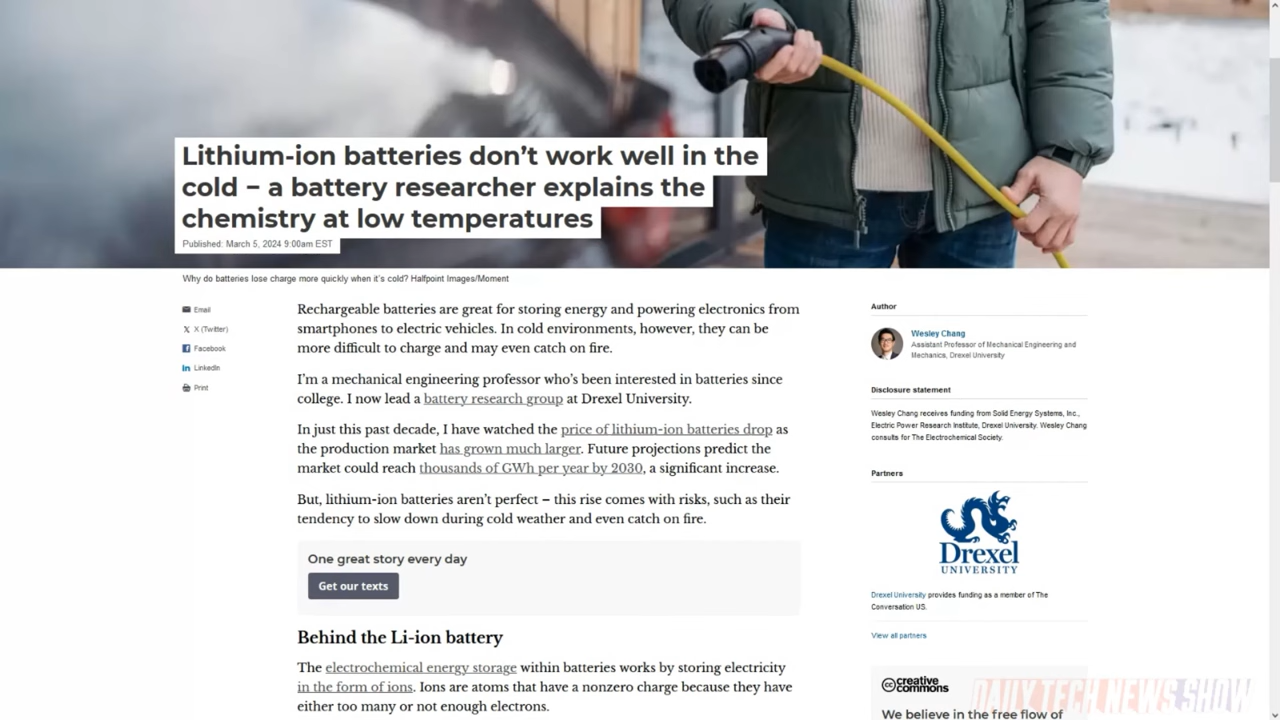 Lithium-ion batteries don’t work well in the
cold – a battery researcher explains the
chemistry at low temperatures
Published: March 5, 2024 9:00am EST
Why do batteries lose charge more quickly when it's cold? Halfpoint Images/Moment
Email
X (Twitter)
Facebook
LinkedIn
Print
Rechargeable batteries are great for storing energy and powering electronics from
smartphones to electric vehicles. In cold environments, however, they can be
more difficult to charge and may even catch on fire.
I’m a mechanical engineering professor who’s been interested in batteries since
college. I now lead a battery research group at Drexel University.
In just this past decade, I have watched the price of lithium-ion batteries drop as
the production market has grown much larger. Future projections predict the
market could reach thousands of GWh per year by 2030, a significant increase.
But, lithium-ion batteries aren’t perfect – this rise comes with risks, such as their
tendency to slow down during cold weather and even catch on fire.
One great story every day
Get our texts
Behind the Li-ion battery
The electrochemical energy storage within batteries works by storing electricity
in the form of ions. Ions are atoms that have a nonzero charge because they have
either too many or not enough electrons.
Author
Wesley Chang
Assistant Professor of Mechanical Engineering and
Mechanics, Drexel University
Disclosure statement
Wesley Chang receives funding from Solid Energy Systems, Inc.,
Electric Power Research Institute, Drexel University. Wesley Chang
consults for The Electrochemical Society.
Partners
Drexel
UNIVERSITY
Drexel University provides funding as a member of The
Conversation US.
View all partners
cc creative
commons
We believe in the free flow of
DAILY TECH NEWS SHOW